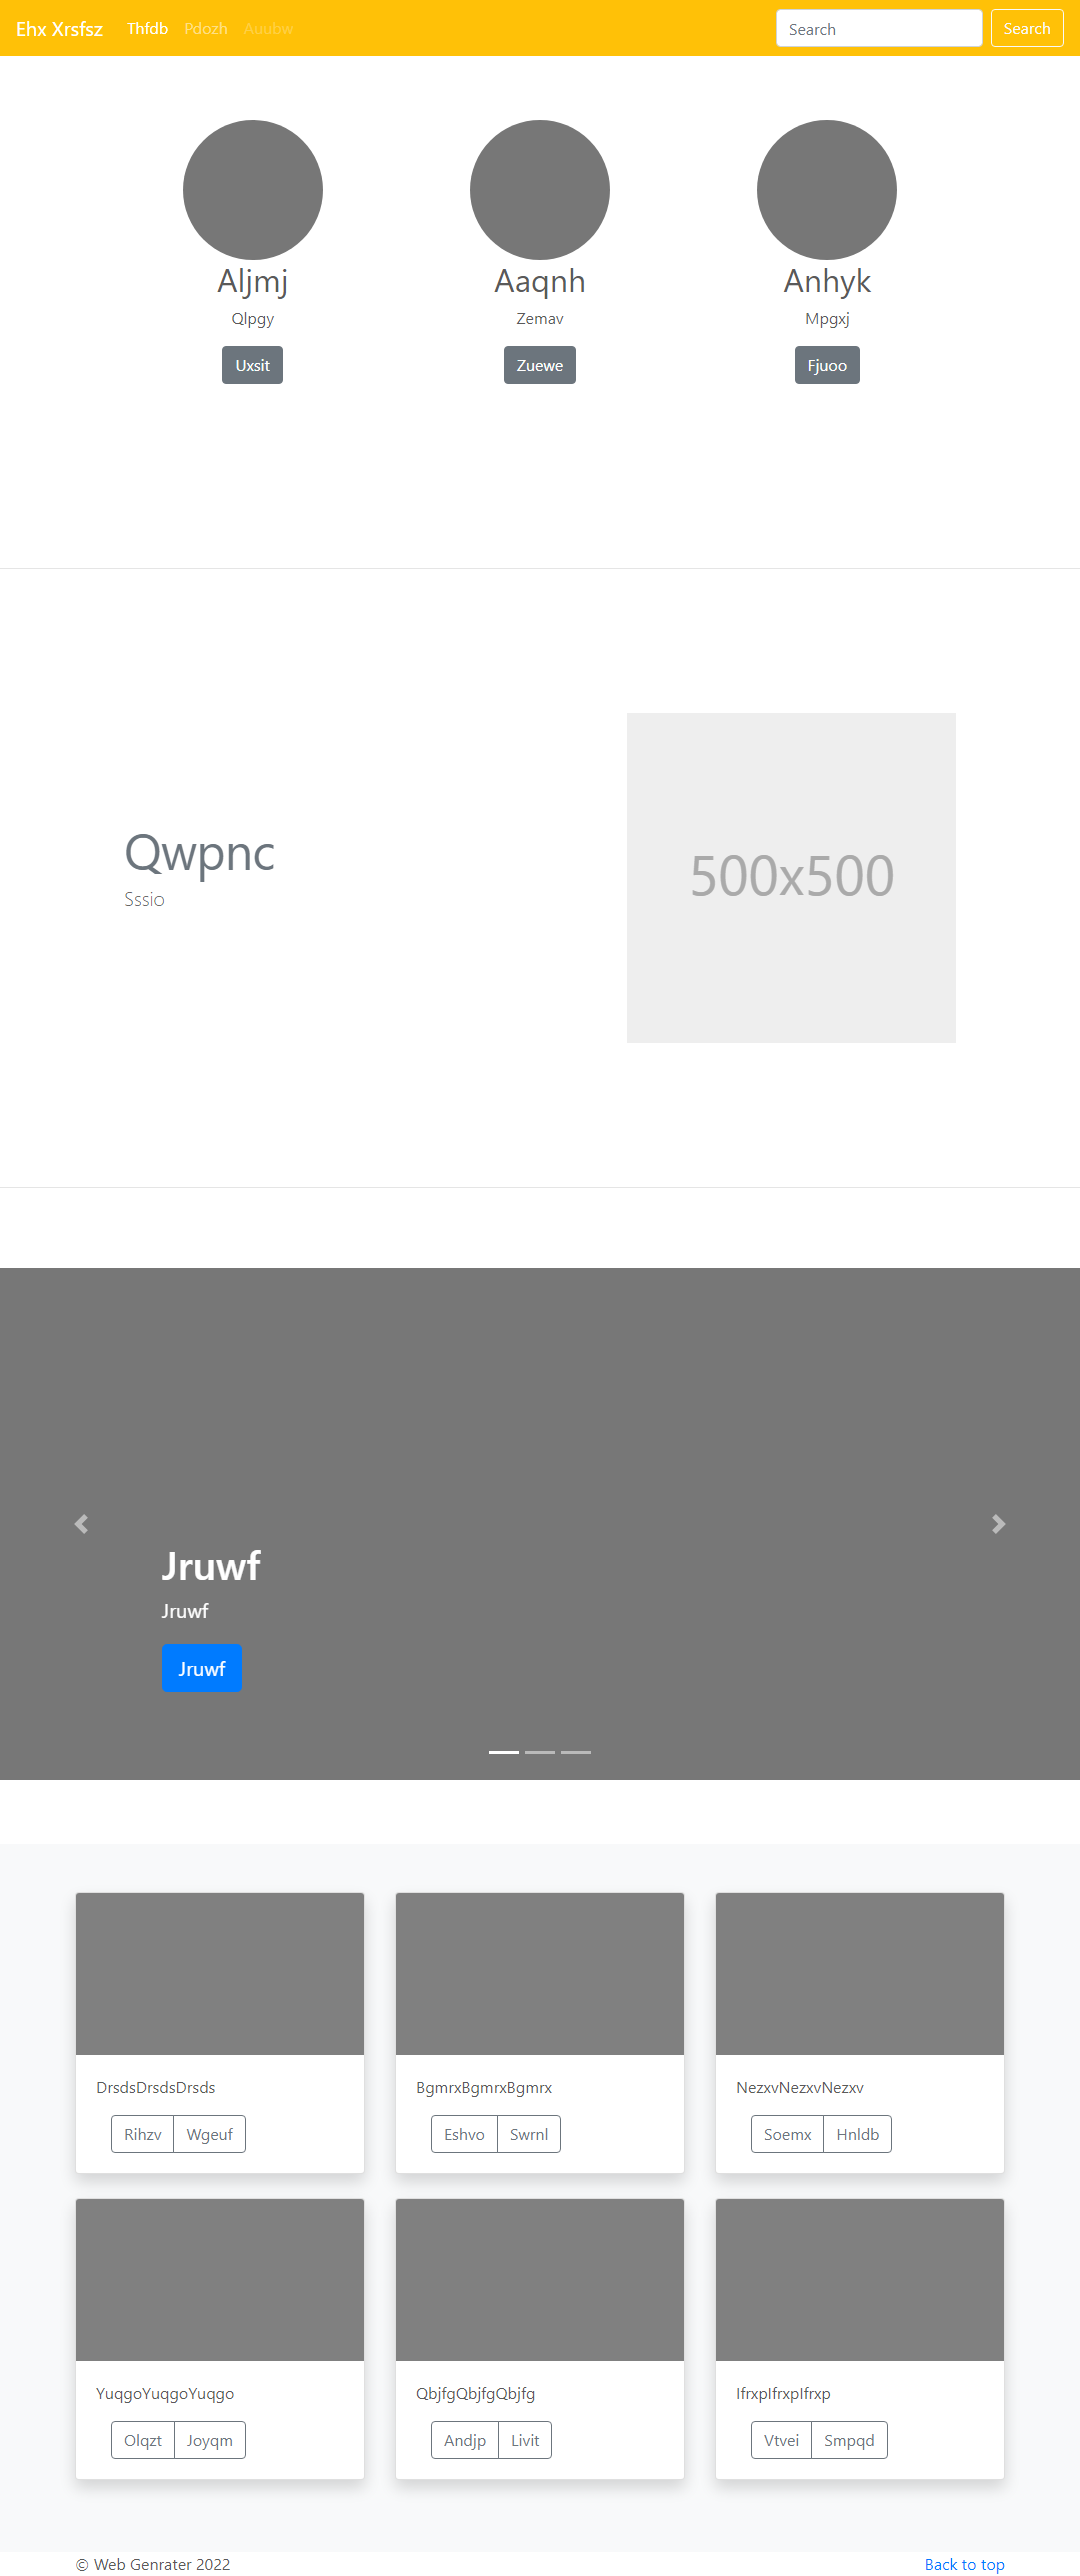 Ehx Xrsfsz Thfdb Pdozh Auubw Search Search
Aljmj Aaqnh Anhyk
Qlpgy Zemav Mpgxj
Uxsit Zuewe Fjuoo
Qwpnc
Sssio
500x500
Jruwf
Jruwf
Jruwf
DrsdsDrsdsDrsds BgmrxBgmrxBgmrx NezxvNezxvNezxv
Rihzv Wgeuf Eshvo Swrnl Soemx Hnldb
YuqgoYuqgoYuqgo QbjfgQbjfgQbjfg IfrxpIfrxpIfrxp
Olqzt Joyqm Andjp Livit Vtvei Smpqd
© Web Genrater 2022 Back to top